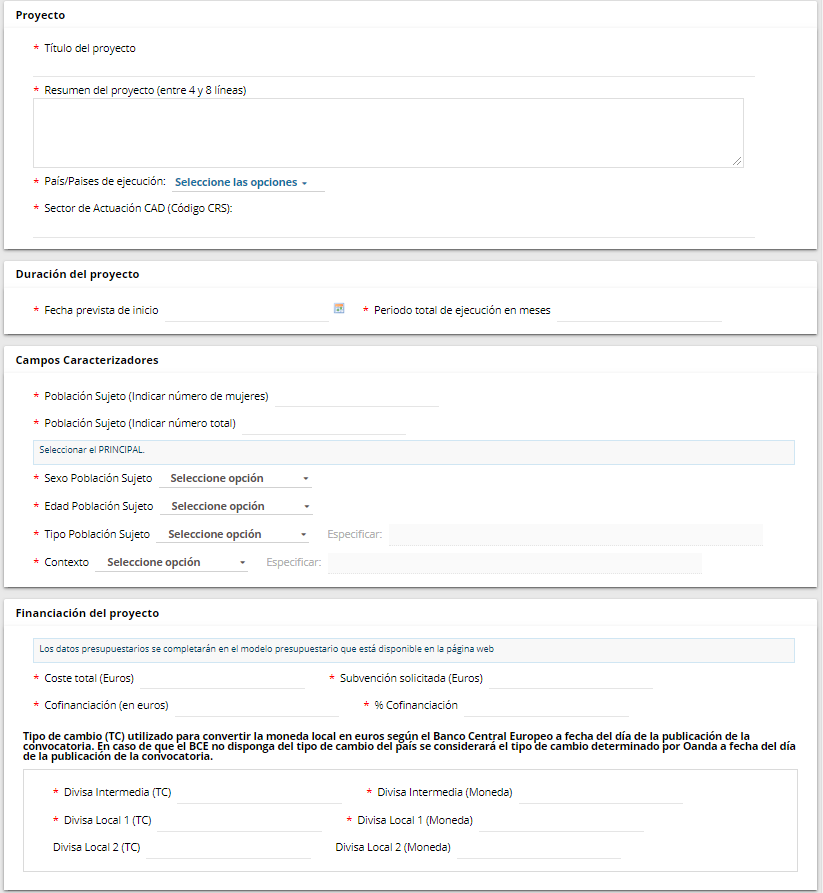 Proyecto
* Título del proyecto
* Resumen del proyecto (entre 4 y 8 líneas)
* País/Paises de ejecución: Seleccione las opciones
* Sector de Actuación CAD (Código CRS):
Duración del proyecto
* Fecha prevista de inicio * Periodo total de ejecución en meses
Campos Caracterizadores
* Población Sujeto (Indicar número de mujeres)
* Población Sujeto (Indicar número total)
Seleccionar el PRINCIPAL.
* Sexo Población Sujeto Seleccione opción
* Edad Población Sujeto Seleccione opción
* Tipo Población Sujeto Seleccione opción Especificar:
* Contexto Seleccione opción Especificar:
Financiación del proyecto
Los datos presupuestarios se completarán en el modelo presupuestario que está disponible en la página web
* Coste total (Euros) * Subvención solicitada (Euros)
* Cofinanciación (en euros) * % Cofinanciación
Tipo de cambio (TC) utilizado para convertir la moneda local en euros según el Banco Central Europeo a fecha del día de la publicación de la
convocatoria. En caso de que el BCE no disponga del tipo de cambio del país se considerará el tipo de cambio determinado por Oanda a fecha del día
de la publicación de la convocatoria.
* Divisa Intermedia (TC) * Divisa Intermedia (Moneda)
* Divisa Local 1 (TC) * Divisa Local 1 (Moneda)
Divisa Local 2 (TC) Divisa Local 2 (Moneda)